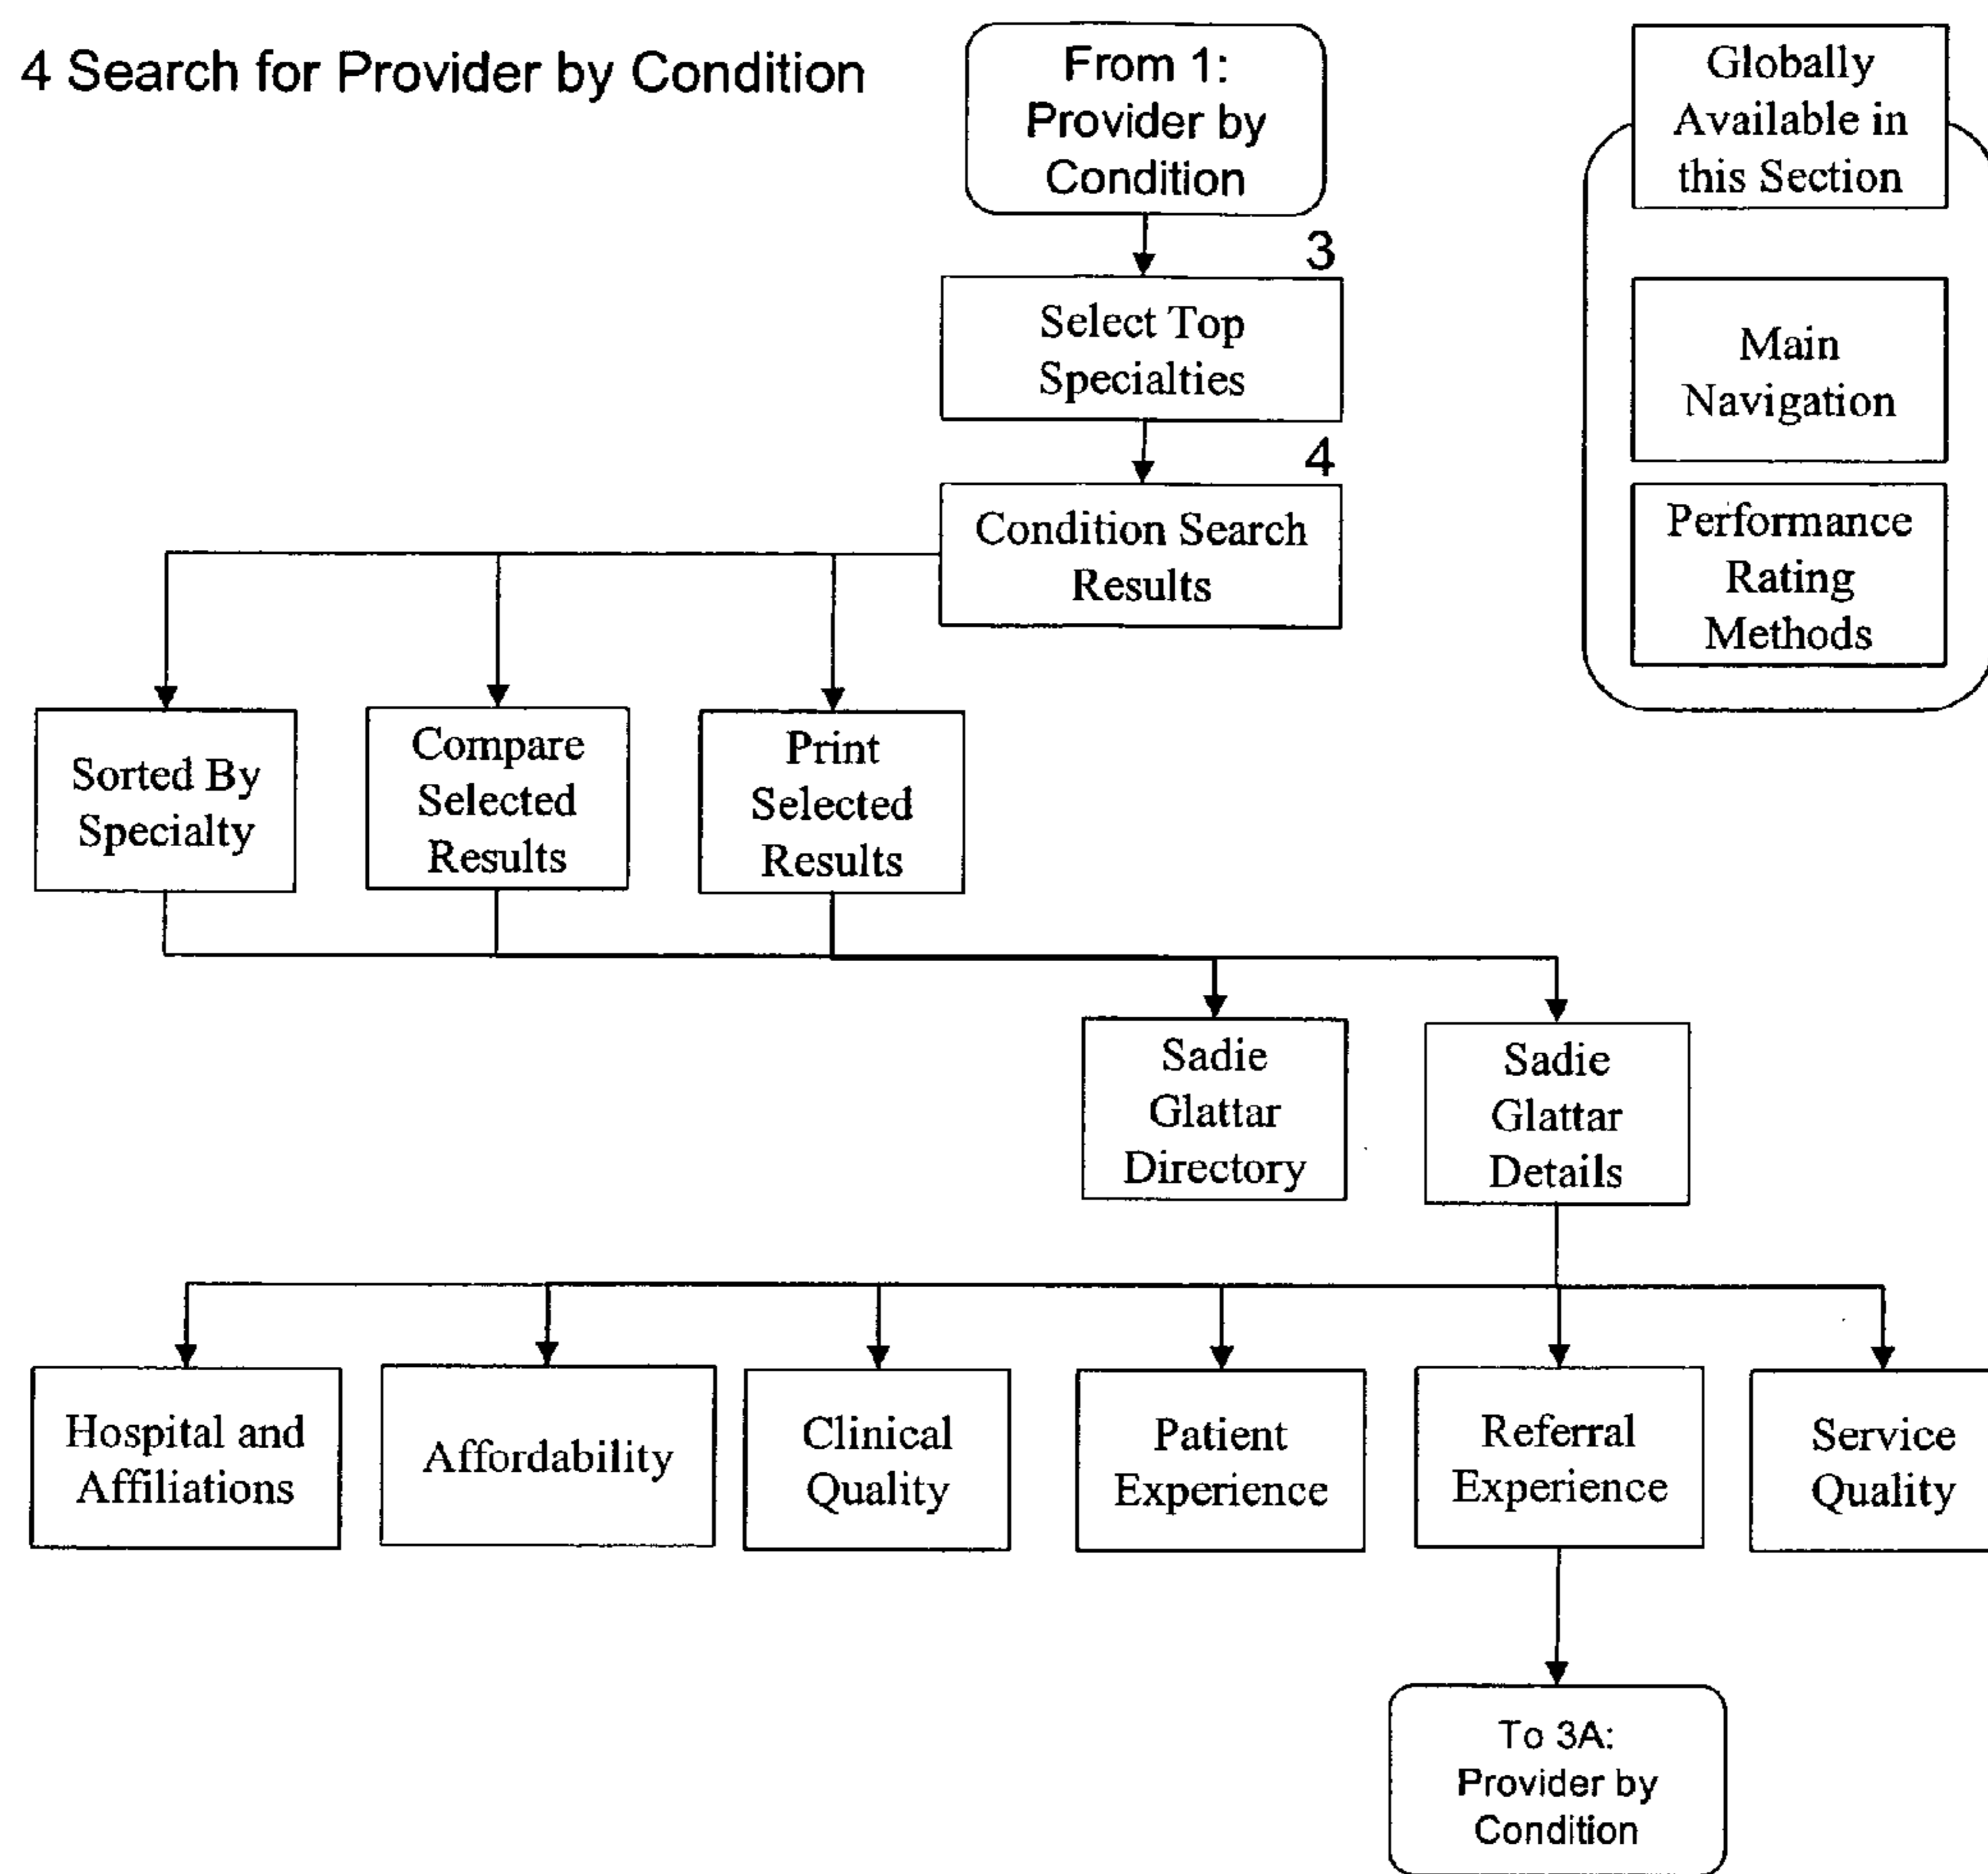 4 Search for Provider by Condition
From 1:
Provider by
Condition
Globally
Available in
this Section
3
Select Top
Specialties
Main
Navigation
4
Condition Search
Results
Performance
Rating
Methods
Sorted By
Specialty
Compare
Selected
Results
Print
Selected
Results
Sadie
Glattar
Directory
Sadie
Glattar
Details
Hospital and
Affiliations
Affordability
Clinical
Quality
Patient
Experience
Referral
Experience
Service
Quality
To 3A:
Provider by
Condition